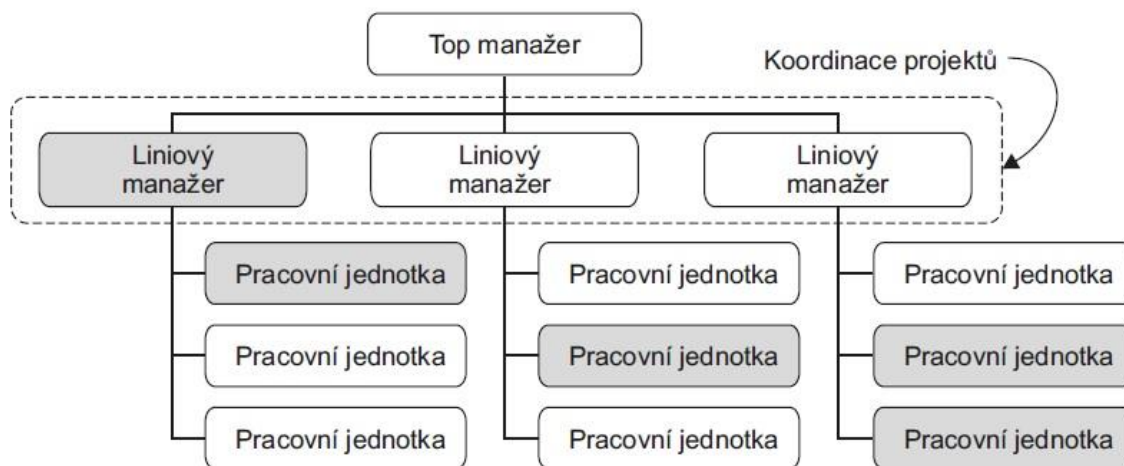 Top manažer
Koordinace projektů
Liniový
manažer
Liniový
manažer
Liniový
manažer
Pracovní jednotka
Pracovní jednotka
Pracovní jednotka
Pracovní jednotka
Pracovní jednotka
Pracovní jednotka
Pracovní jednotka
Pracovní jednotka
Pracovní jednotka